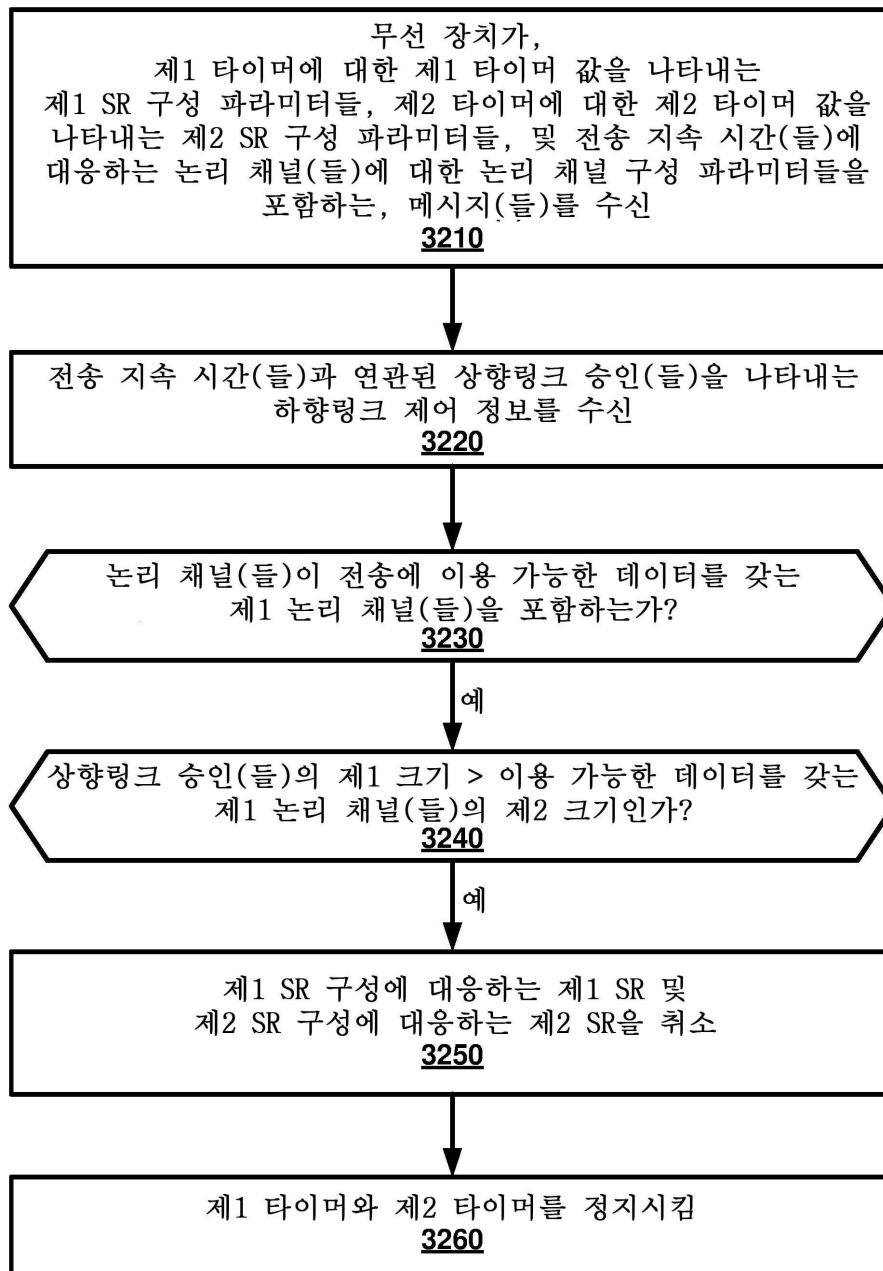 무선 장치가,
제1 타이머에 대한 제1 타이머 값을 나타내는
제1 SR 구성 파라미터들, 제2 타이머에 대한 제2 타이머 값을
나타내는 제2 SR 구성 파라미터들, 및 전송 지속 시간(들)에
대응하는 논리 채널(들)에 대한 논리 채널 구성 파라미터들을
포함하는, 메시지(들)를 수신
3210
전송 지속 시간(들)과 연관된 상향링크 승인(들)을 나타내는
하향링크 제어 정보를 수신
3220
논리 채널(들)이 전송에 이용 가능한 데이터를 갖는
제1 논리 채널(들)을 포함하는가?
3230
예
상향링크 승인(들)의 제1 크기 > 이용 가능한 데이터를 갖는
제1 논리 채널(들)의 제2 크기인가?
3240
예
제1 SR 구성에 대응하는 제1 SR 및
제2 SR 구성에 대응하는 제2 SR을 취소
3250
제1 타이머와 제2 타이머를 정지시킴
3260